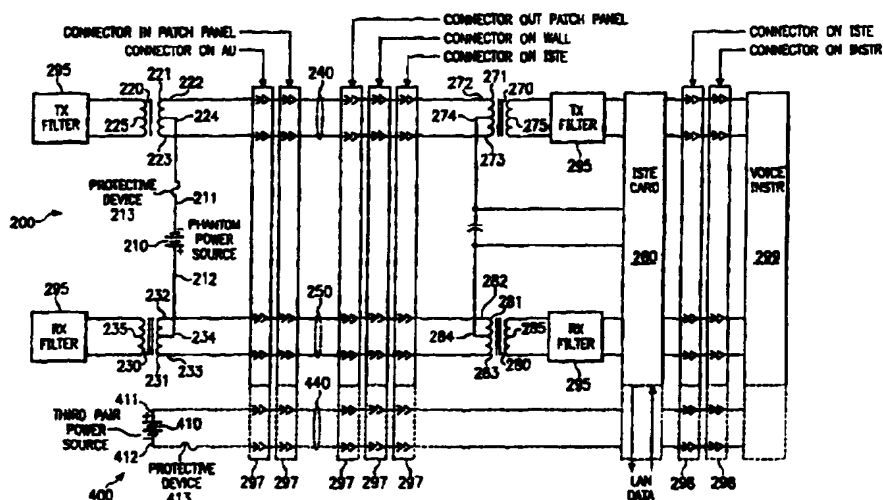 CONNECTOR OUT PATCH PANEL
CONNECTOR IN PATCH PANEL
CONNECTOR ON WALL
CONNECTOR ON ISTE
CONNECTOR ON AU
CONNECTOR ON ISTE
CONNECTOR ON INSTR
295
TX
FILTER
220
221
222
225
224
223
240
272
271
270
274
275
273
TX
FILTER
295
ISTE
CARD
VOICE
INSTR
299
PROTECTIVE
DEVICE
213
211
200
PHANTOM
POWER
SOURCE
210
212
295
RX
FILTER
232
235
234
230
231
233
250
282
281
284
285
283
280
RX
FILTER
295
440
411
THIRD PAIR
POWER
SOURCE
410
412
PROTECTIVE
DEVICE
413
400
297
297
297
297
297
LAN
DATA